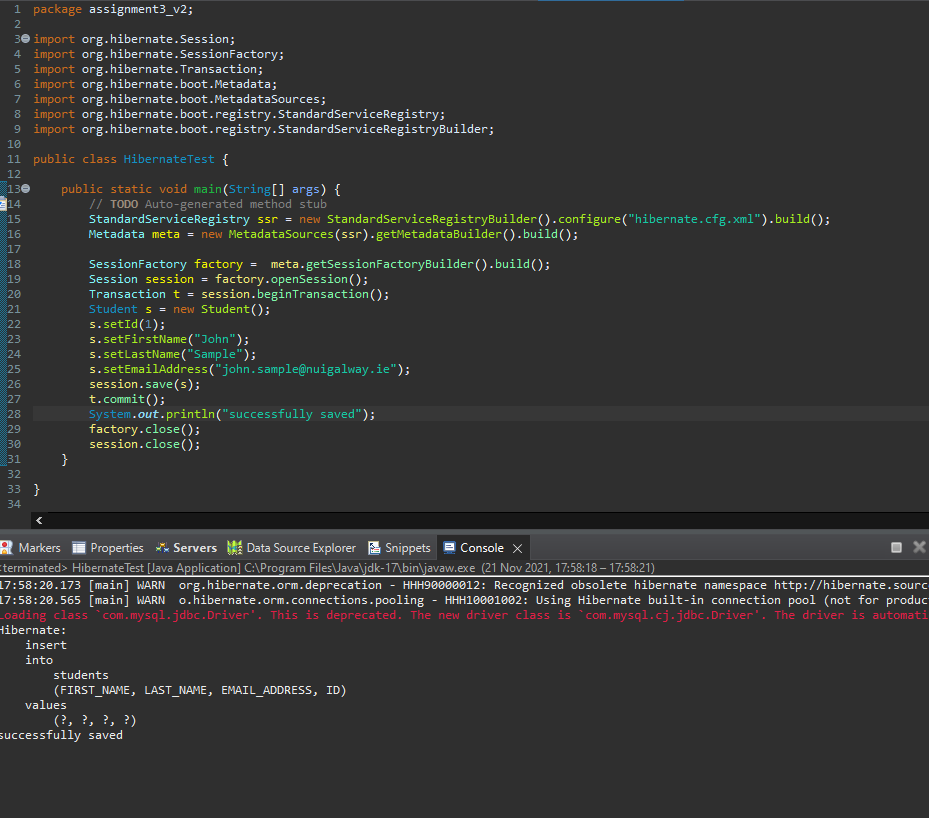 1 package assignment3_v2;
2
3 import org.hibernate.Session;
4 import org.hibernate.SessionFactory;
5 import org.hibernate.Transaction;
6 import org.hibernate.boot.Metadata;
7 import org.hibernate.boot.MetadataSources;
8 import org.hibernate.boot.registry.StandardServiceRegistry;
9 import org.hibernate.boot.registry.StandardServiceRegistryBuilder;
10
11 public class HibernateTest {
12
13 public static void main(String[] args) {
14 // TODO Auto-generated method stub
15 StandardServiceRegistry ssr = new StandardServiceRegistryBuilder().configure("hibernate.cfg.xml").build();
16 Metadata meta = new MetadataSources(ssr).getMetadataBuilder().build();
17
18 SessionFactory factory =  meta.getSessionFactoryBuilder().build();
19 Session session = factory.openSession();
20 Transaction t = session.beginTransaction();
21 Student s = new Student();
22 s.setId(1);
23 s.setFirstName("John");
24 s.setLastName("Sample");
25 s.setEmailAddress("john.sample@nuigalway.ie");
26 session.save(s);
27 t.commit();
28 System.out.println("successfully saved");
29 factory.close();
30 session.close();
31 }
32
33 }
34
Markers Properties Servers Data Source Explorer Snippets Console
<terminated> HibernateTest [Java Application] C:\Program Files\Java\jdk-17\bin\javaw.exe (21 Nov 2021, 17:58:18 – 17:58:21)
17:58:20.173 [main] WARN  org.hibernate.orm.deprecation - HHH90000012: Recognized obsolete hibernate namespace http://hibernate.sourc
17:58:20.565 [main] WARN  o.hibernate.orm.connections.pooling - HHH10001002: Using Hibernate built-in connection pool (not for produc
Loading class `com.mysql.jdbc.Driver'. This is deprecated. The new driver class is `com.mysql.cj.jdbc.Driver'. The driver is automati
Hibernate:
insert
into
students
(FIRST_NAME, LAST_NAME, EMAIL_ADDRESS, ID)
values
(?, ?, ?, ?)
successfully saved